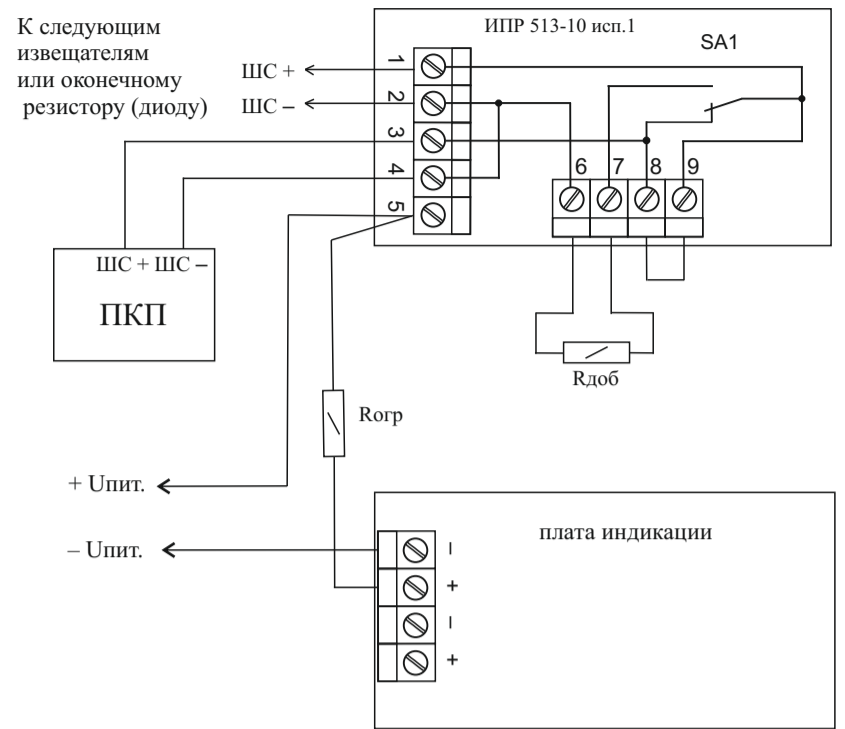 К следующим
извещателям
или оконечному
резистору (диоду)
ИПР 513-10 исп.1
SA1
ШС +
ШС –
1
2
3
4
5
6 7 8 9
ШС + ШС –
ПКП
Rдоб
Rогр
+ Uпит.
– Uпит.
плата индикации
–
+
–
+